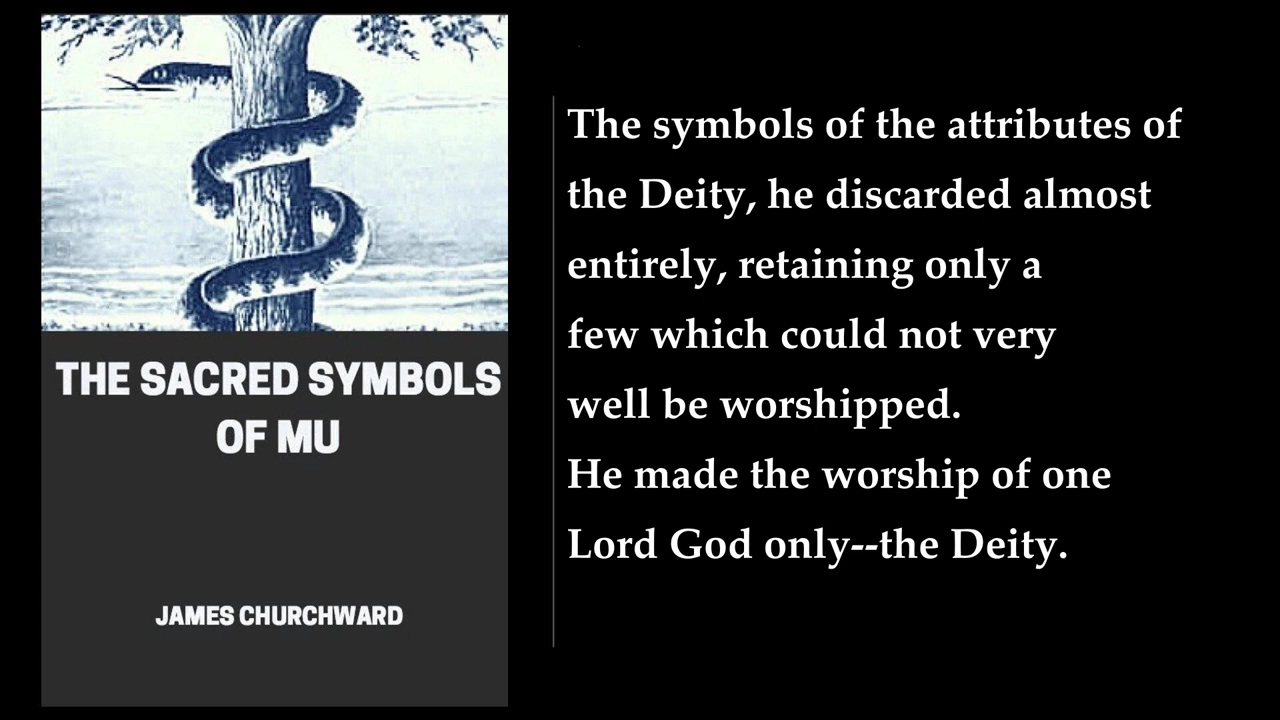 THE SACRED SYMBOLS
OF MU
JAMES CHURCHWARD
The symbols of the attributes of
the Deity, he discarded almost
entirely, retaining only a
few which could not very
well be worshipped.
He made the worship of one
Lord God only--the Deity.